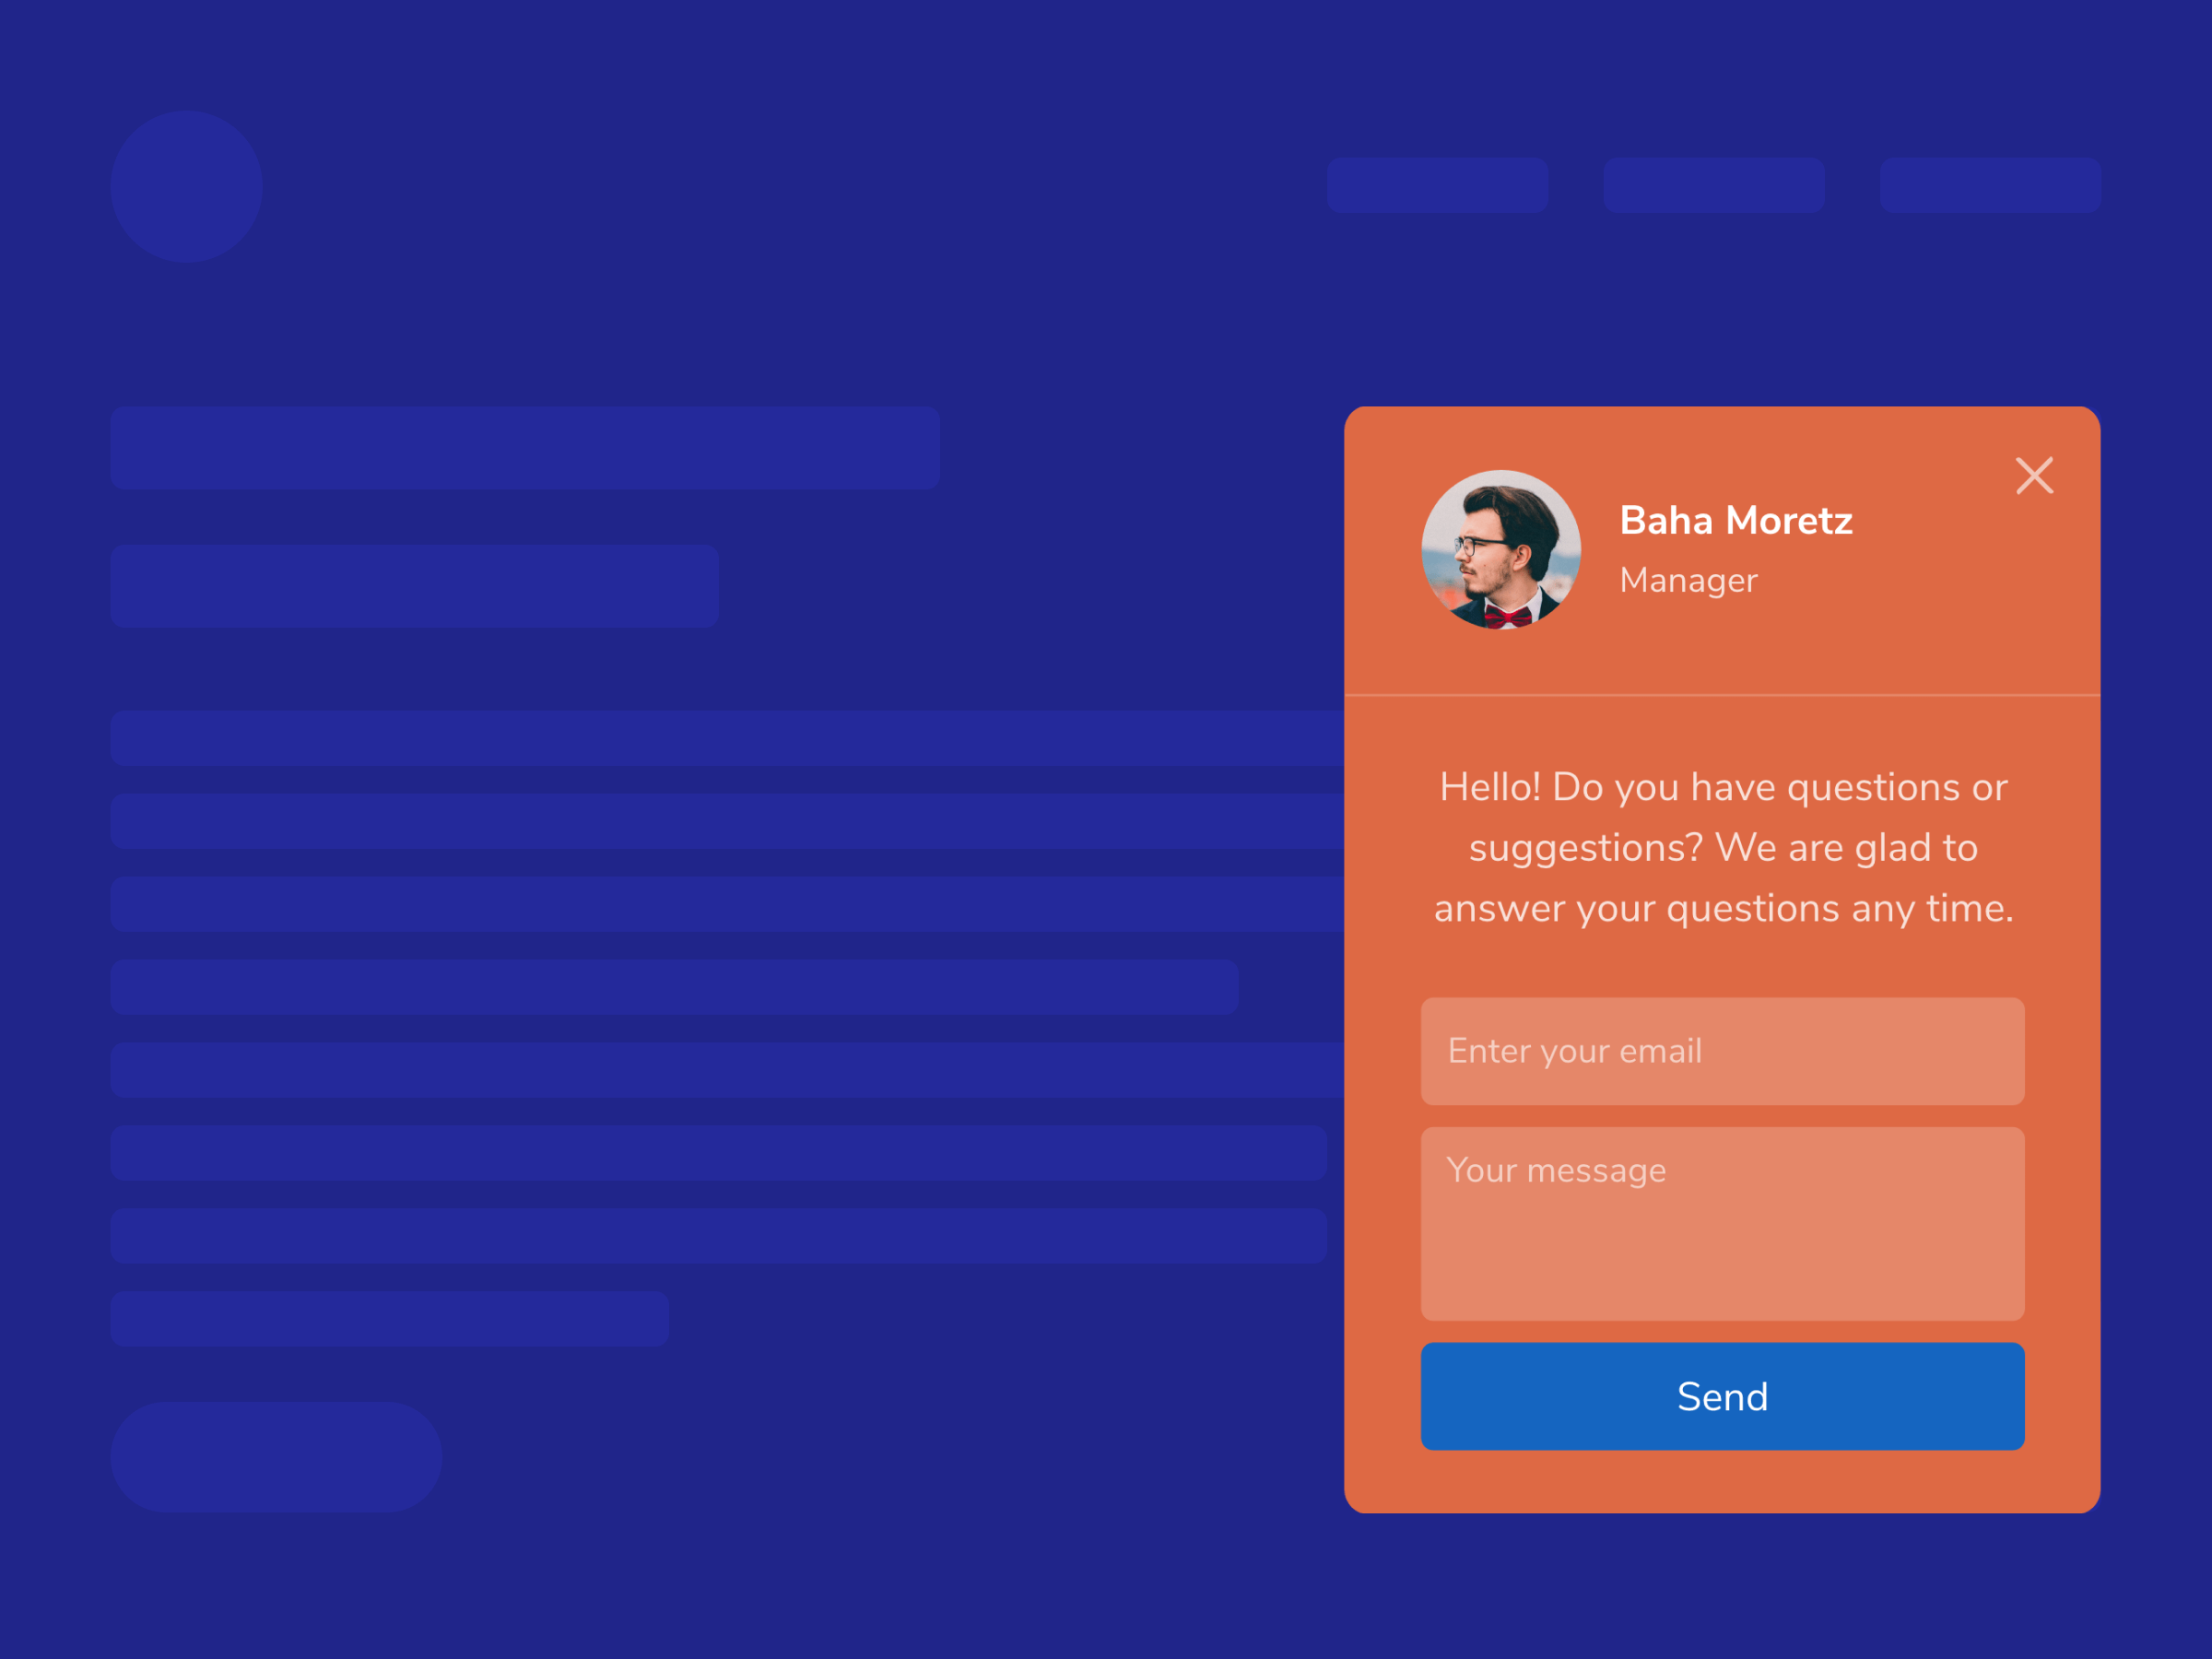 Baha Moretz
Manager
Hello! Do you have questions or
suggestions? We are glad to
answer your questions any time.
Enter your email
Your message
Send